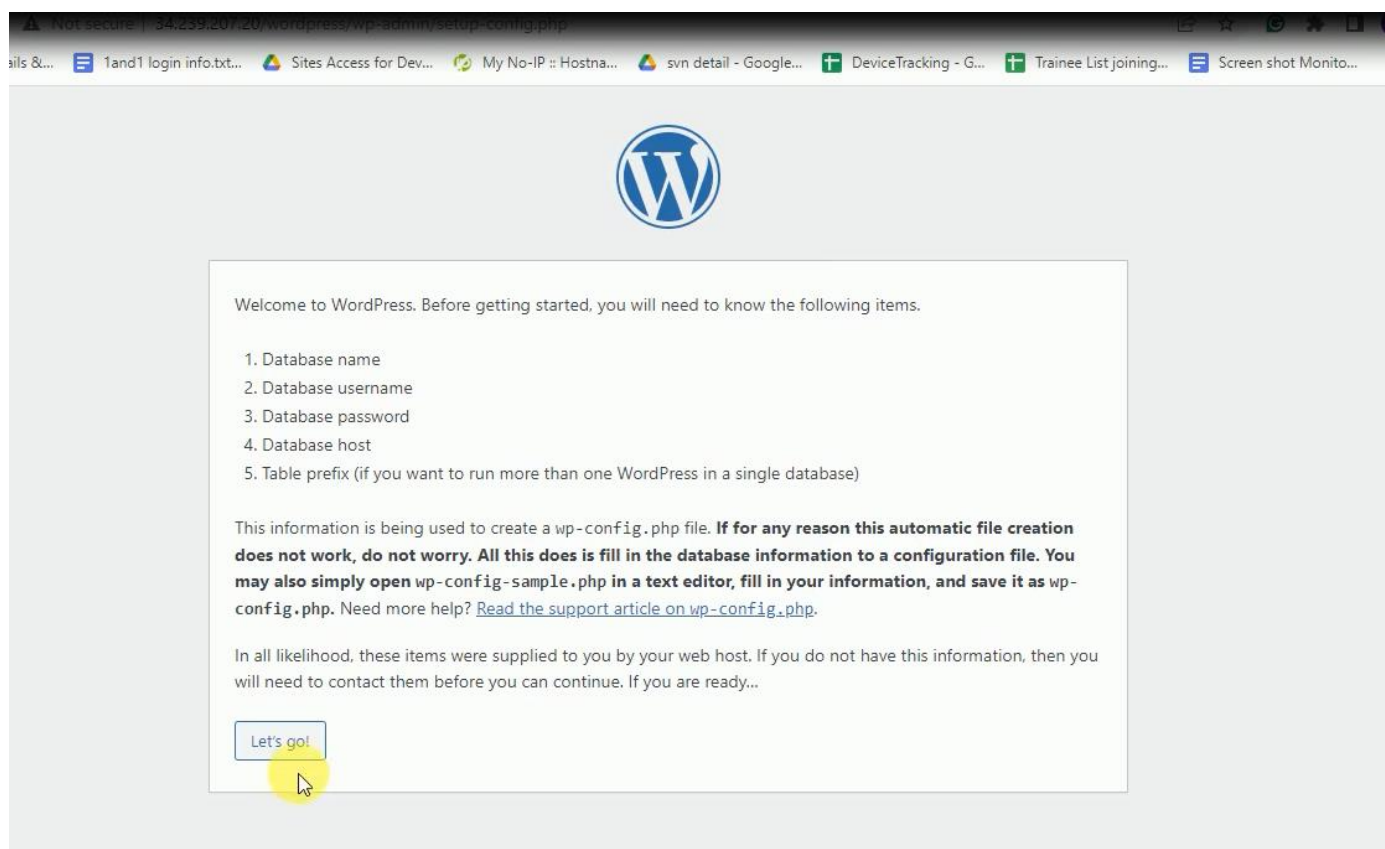 Not secure | 34.239.207.20/wordpress/wp-admin/setup-config.php
ails &... 1and1 login info.txt... Sites Access for Dev... My No-IP :: Hostna... svn detail - Google... DeviceTracking - G... Trainee List joining... Screen shot Monito...
Welcome to WordPress. Before getting started, you will need to know the following items.
1. Database name
2. Database username
3. Database password
4. Database host
5. Table prefix (if you want to run more than one WordPress in a single database)
This information is being used to create a wp-config.php file. If for any reason this automatic file creation
does not work, do not worry. All this does is fill in the database information to a configuration file. You
may also simply open wp-config-sample.php in a text editor, fill in your information, and save it as wp-
config.php. Need more help? Read the support article on wp-config.php.
In all likelihood, these items were supplied to you by your web host. If you do not have this information, then you
will need to contact them before you can continue. If you are ready...
Let's go!